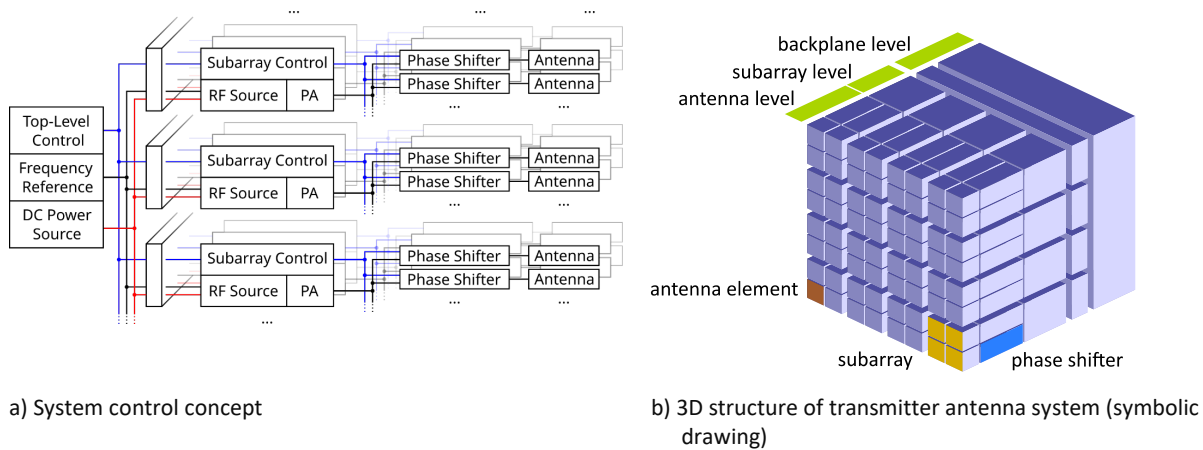 ...
...
...
Subarray Control
RF Source
PA
Phase Shifter
Antenna
Phase Shifter
Antenna
...
...
Top-Level
Control
Frequency
Reference
DC Power
Source
Subarray Control
RF Source
PA
Phase Shifter
Antenna
Phase Shifter
Antenna
...
...
Subarray Control
RF Source
PA
Phase Shifter
Antenna
Phase Shifter
Antenna
...
...
...
a) System control concept
backplane level
subarray level
antenna level
antenna element
subarray
phase shifter
b) 3D structure of transmitter antenna system (symbolic
drawing)